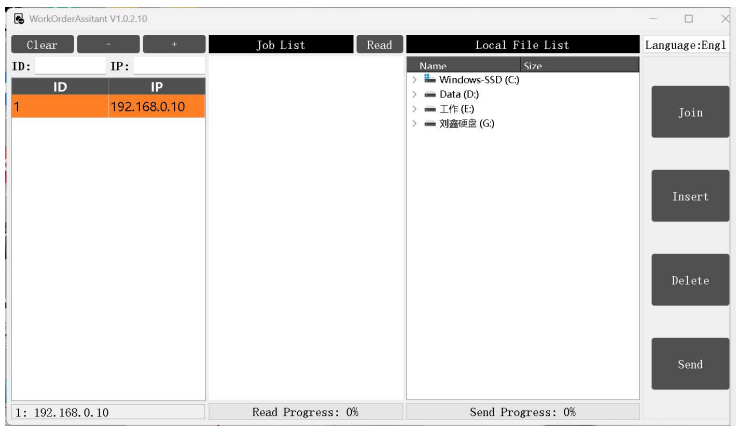 WorkOrderAssitant V1.0.2.10
Clear - + Job List Read Local File List Language:Engl
ID: IP: Name Size
ID IP
1 192.168.0.10
Windows-SSD (C:)
Data (D:)
工作 (E:)
刘鑫硬盘 (G:)
Join
Insert
Delete
Send
1: 192.168.0.10 Read Progress: 0% Send Progress: 0%